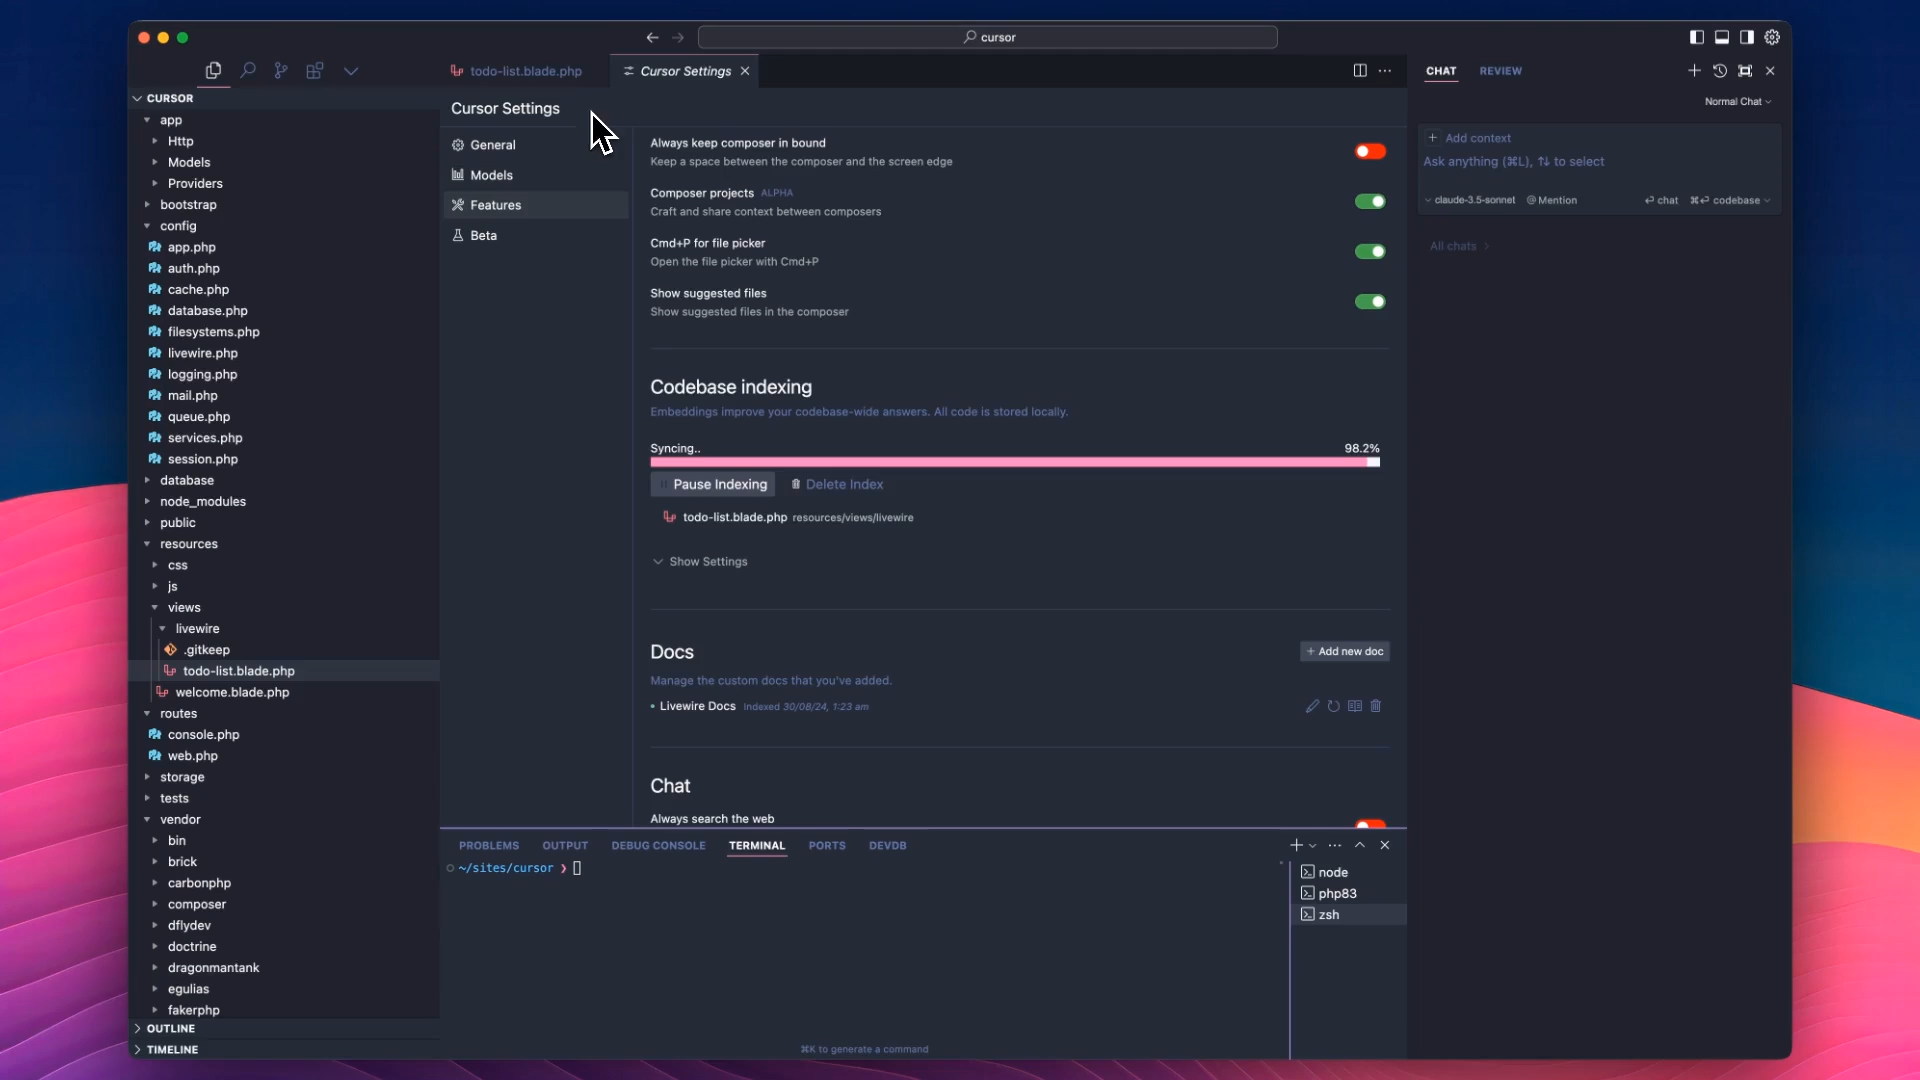 cursor
todo-list.blade.php
Cursor Settings
CHAT
REVIEW
Normal Chat
CURSOR
app
Http
Models
Providers
bootstrap
config
app.php
auth.php
cache.php
database.php
filesystems.php
livewire.php
logging.php
mail.php
queue.php
services.php
session.php
database
node_modules
public
resources
css
js
views
livewire
.gitkeep
todo-list.blade.php
welcome.blade.php
routes
console.php
web.php
storage
tests
vendor
bin
brick
carbonphp
composer
dflydev
doctrine
dragonmantank
egulias
fakerphp
OUTLINE
TIMELINE
Cursor Settings
General
Models
Features
Beta
Always keep composer in bound
Keep a space between the composer and the screen edge
Composer projects ALPHA
Craft and share context between composers
Cmd+P for file picker
Open the file picker with Cmd+P
Show suggested files
Show suggested files in the composer
Codebase indexing
Embeddings improve your codebase-wide answers. All code is stored locally.
Syncing.. 98.2%
Pause Indexing Delete Index
todo-list.blade.php resources/views/livewire
Show Settings
Docs
+ Add new doc
Manage the custom docs that you've added.
• Livewire Docs Indexed 30/08/24, 1:23 am
Chat
Always search the web
PROBLEMS OUTPUT DEBUG CONSOLE TERMINAL PORTS DEVDB
~/sites/cursor ❯
node
php83
zsh
⌘K to generate a command
+ Add context
Ask anything (⌘L), ↑↓ to select
claude-3.5-sonnet @ Mention ⏎ chat ⌘⏎ codebase
All chats >